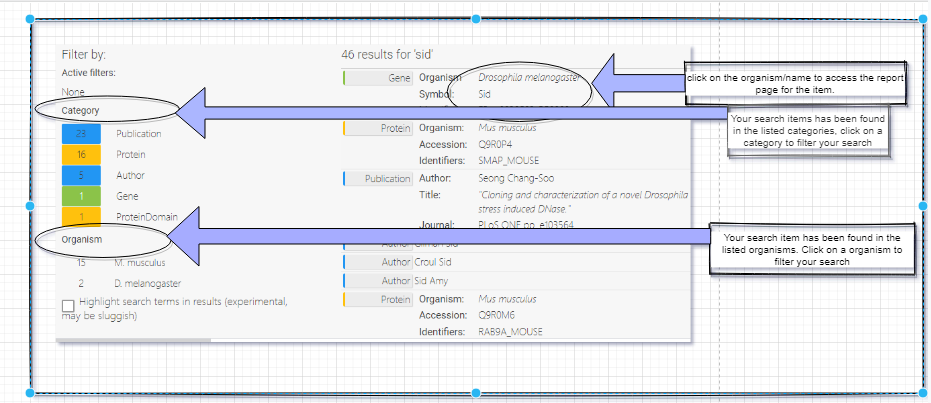 Filter by:
Active filters:
None
Category
23 Publication
16 Protein
5 Author
1 Gene
1 ProteinDomain
Organism
15 M. musculus
2 D. melanogaster
Highlight search terms in results (experimental,
may be sluggish)
46 results for 'sid'
Gene Organism Drosophila melanogaster
Symbol: Sid
Protein Organism: Mus musculus
Accession: Q9R0P4
Identifiers: SMAP_MOUSE
Publication Author: Seong Chang-Soo
Title: "Cloning and characterization of a novel Drosophila
stress induced DNase."
Journal: PLoS ONE pp. e103564
Author Sid
Author Croul Sid
Author Sid Amy
Protein Organism: Mus musculus
Accession: Q9R0M6
Identifiers: RAB9A_MOUSE
click on the organism/name to access the report
page for the item.
Your search items has been found
in the listed categories, click on a
category to filter your search
Your search item has been found in the
listed organisms. Click on a organism to
filter your search